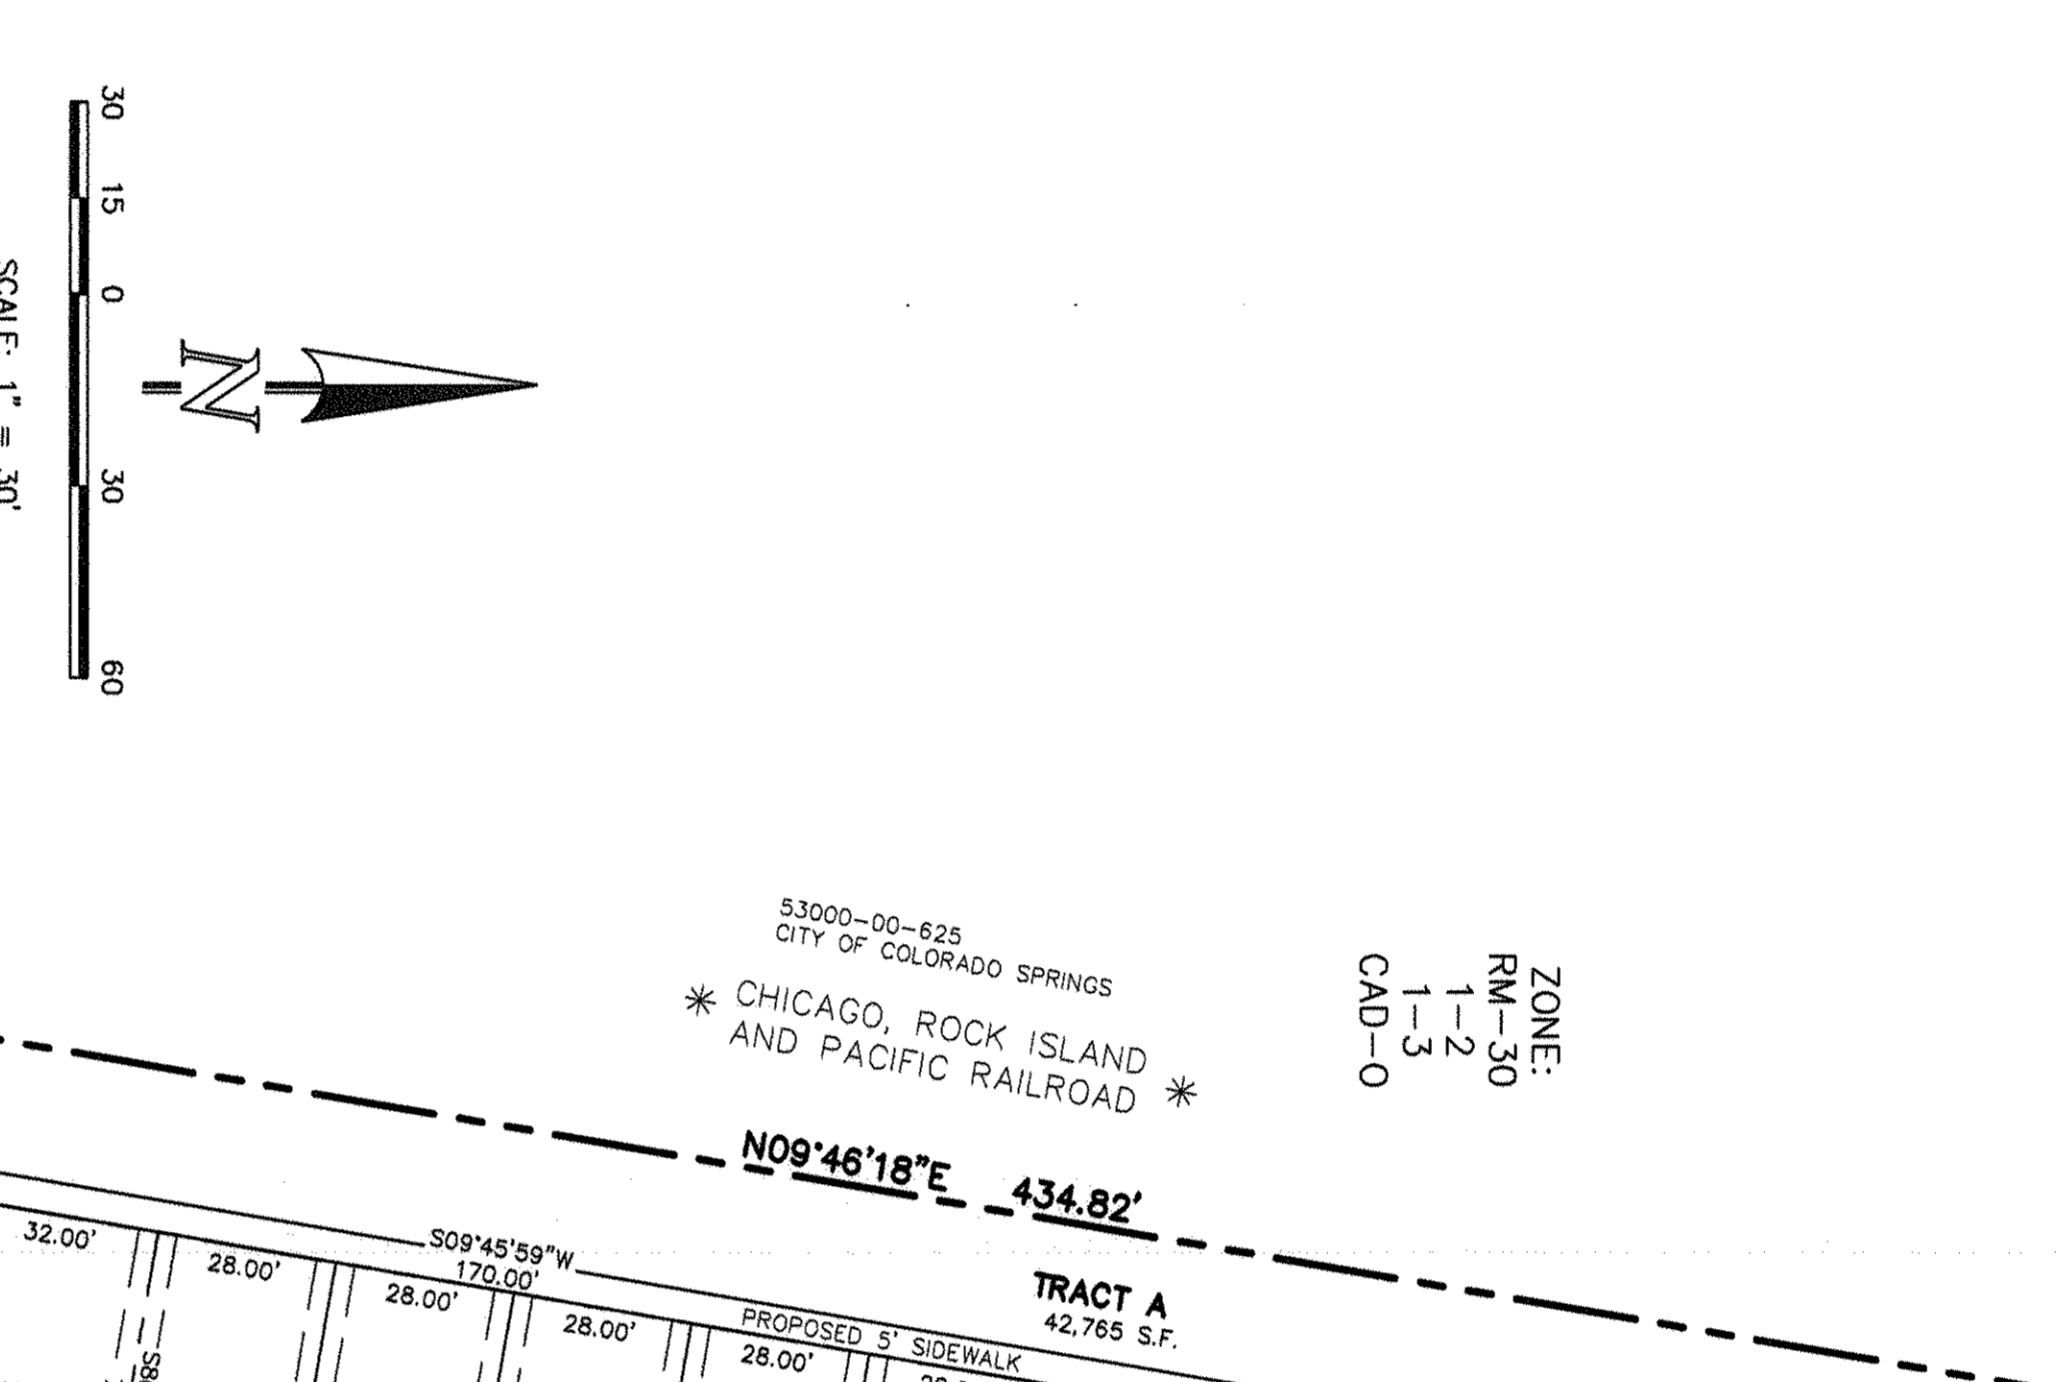 30
15
0
30
60
SCALE: 1" = 30'
N
ZONE:
RM-30
1-2
1-3
CAD-O
53000-00-625
CITY OF COLORADO SPRINGS
* CHICAGO, ROCK ISLAND
AND PACIFIC RAILROAD *
N09°46'18"E 434.82'
S09°45'59"W
170.00'
TRACT A
42,765 S.F.
PROPOSED 5' SIDEWALK
32.00'
28.00'
28.00'
28.00'
28.00'